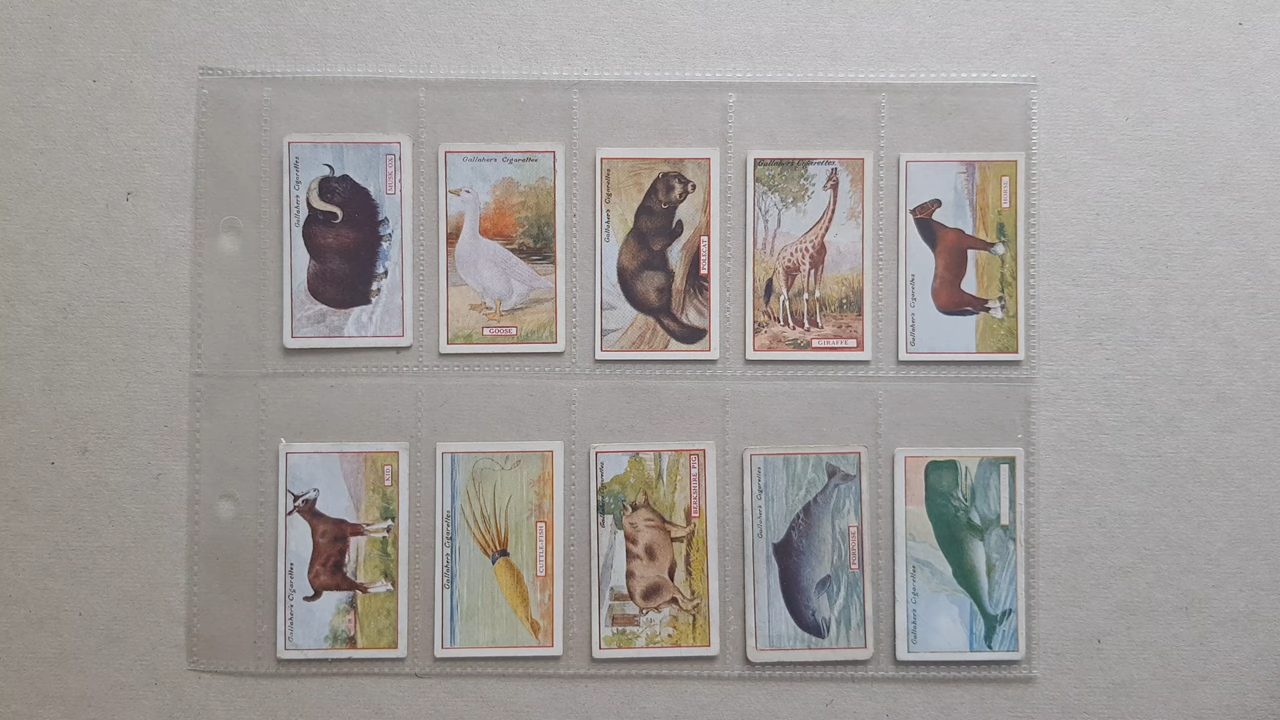 Gallaher's Cigarettes
MUSK OX
Gallaher's Cigarettes
GOOSE
Gallaher's Cigarettes
POLECAT
Gallaher's Cigarettes
GIRAFFE
Gallaher's Cigarettes
HORSE
Gallaher's Cigarettes
KID
Gallaher's Cigarettes
CUTTLE-FISH
Gallaher's Cigarettes
BERKSHIRE PIG
Gallaher's Cigarettes
PORPOISE
Gallaher's Cigarettes